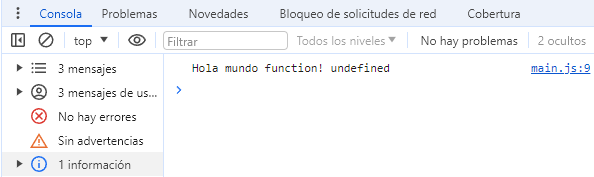 Consola Problemas Novedades Bloqueo de solicitudes de red Cobertura
top Filtrar Todos los niveles No hay problemas 2 ocultos
3 mensajes
3 mensajes de us...
No hay errores
Sin advertencias
1 información
Hola mundo function! undefined main.js:9
>